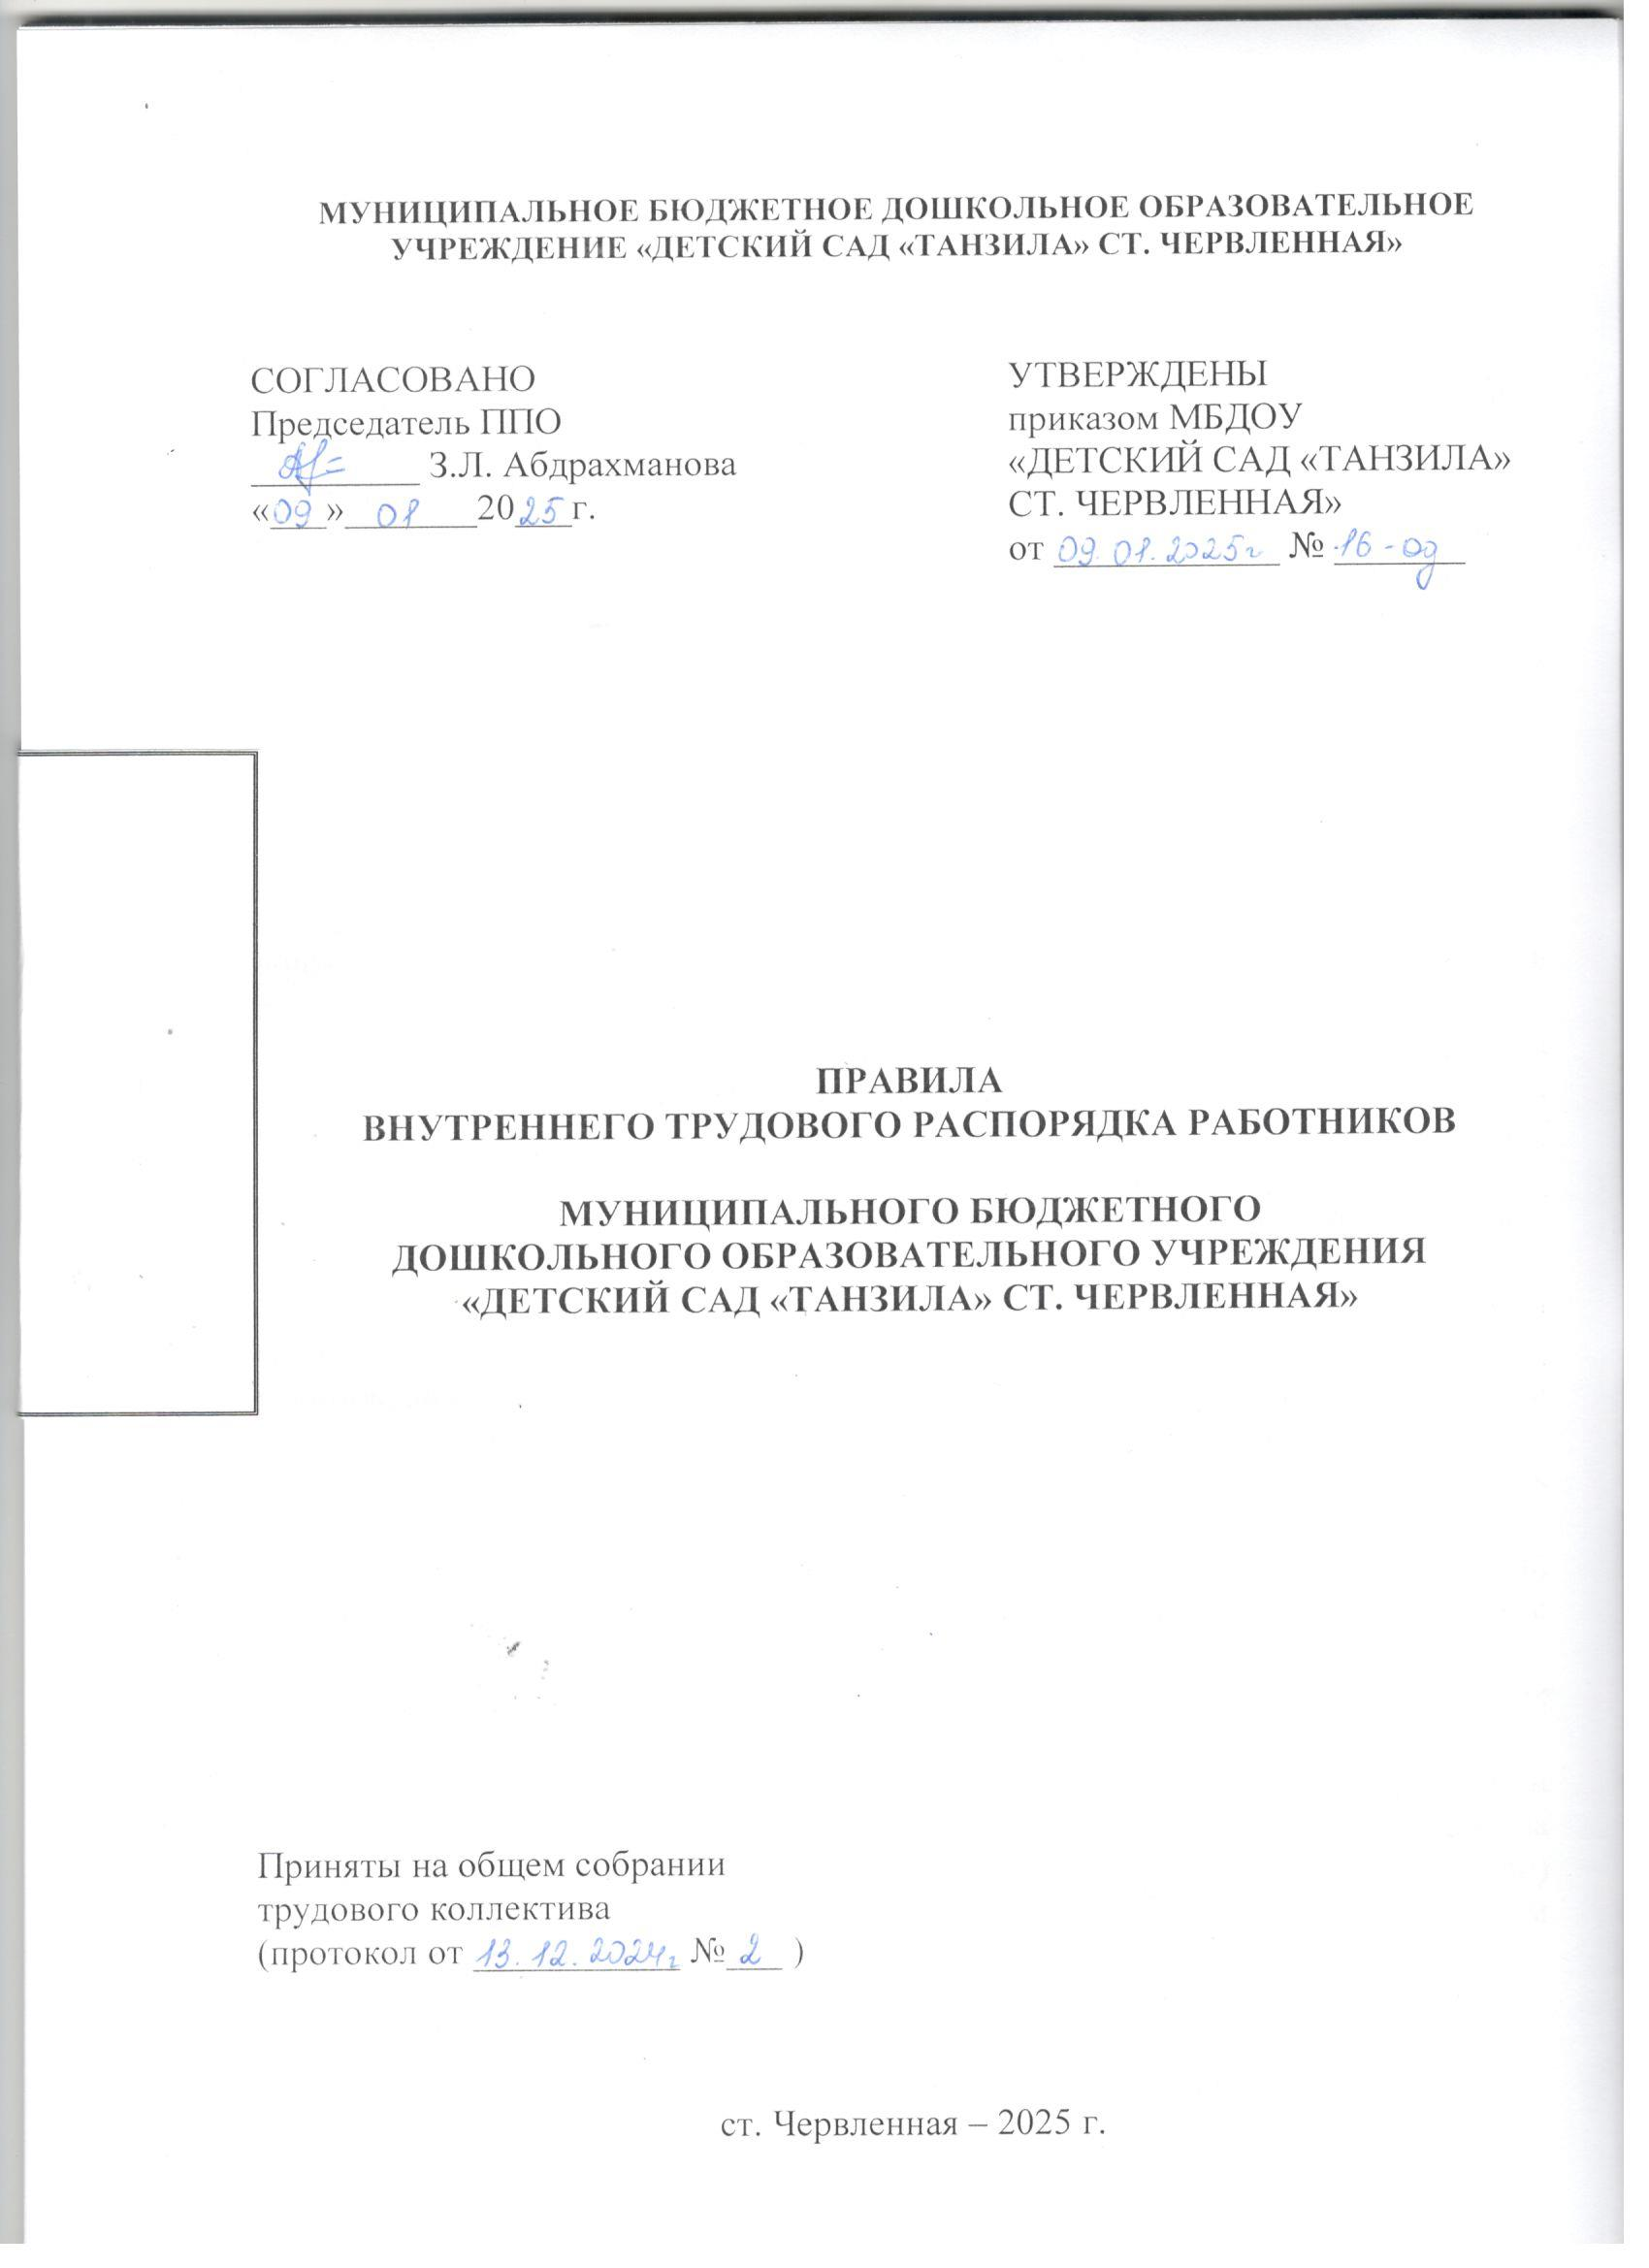 МУНИЦИПАЛЬНОЕ БЮДЖЕТНОЕ ДОШКОЛЬНОЕ ОБРАЗОВАТЕЛЬНОЕ
УЧРЕЖДЕНИЕ «ДЕТСКИЙ САД «ТАНЗИЛА» СТ. ЧЕРВЛЕННАЯ»
СОГЛАСОВАНО
Председатель ППО
З.Л. Абдрахманова
«09» 01 2025 г.
УТВЕРЖДЕНЫ
приказом МБДОУ
«ДЕТСКИЙ САД «ТАНЗИЛА»
СТ. ЧЕРВЛЕННАЯ»
от 09.01.2025г № 16-од
ПРАВИЛА
ВНУТРЕННЕГО ТРУДОВОГО РАСПОРЯДКА РАБОТНИКОВ
МУНИЦИПАЛЬНОГО БЮДЖЕТНОГО
ДОШКОЛЬНОГО ОБРАЗОВАТЕЛЬНОГО УЧРЕЖДЕНИЯ
«ДЕТСКИЙ САД «ТАНЗИЛА» СТ. ЧЕРВЛЕННАЯ»
Приняты на общем собрании
трудового коллектива
(протокол от 13.12.2024г № 2 )
ст. Червленная – 2025 г.